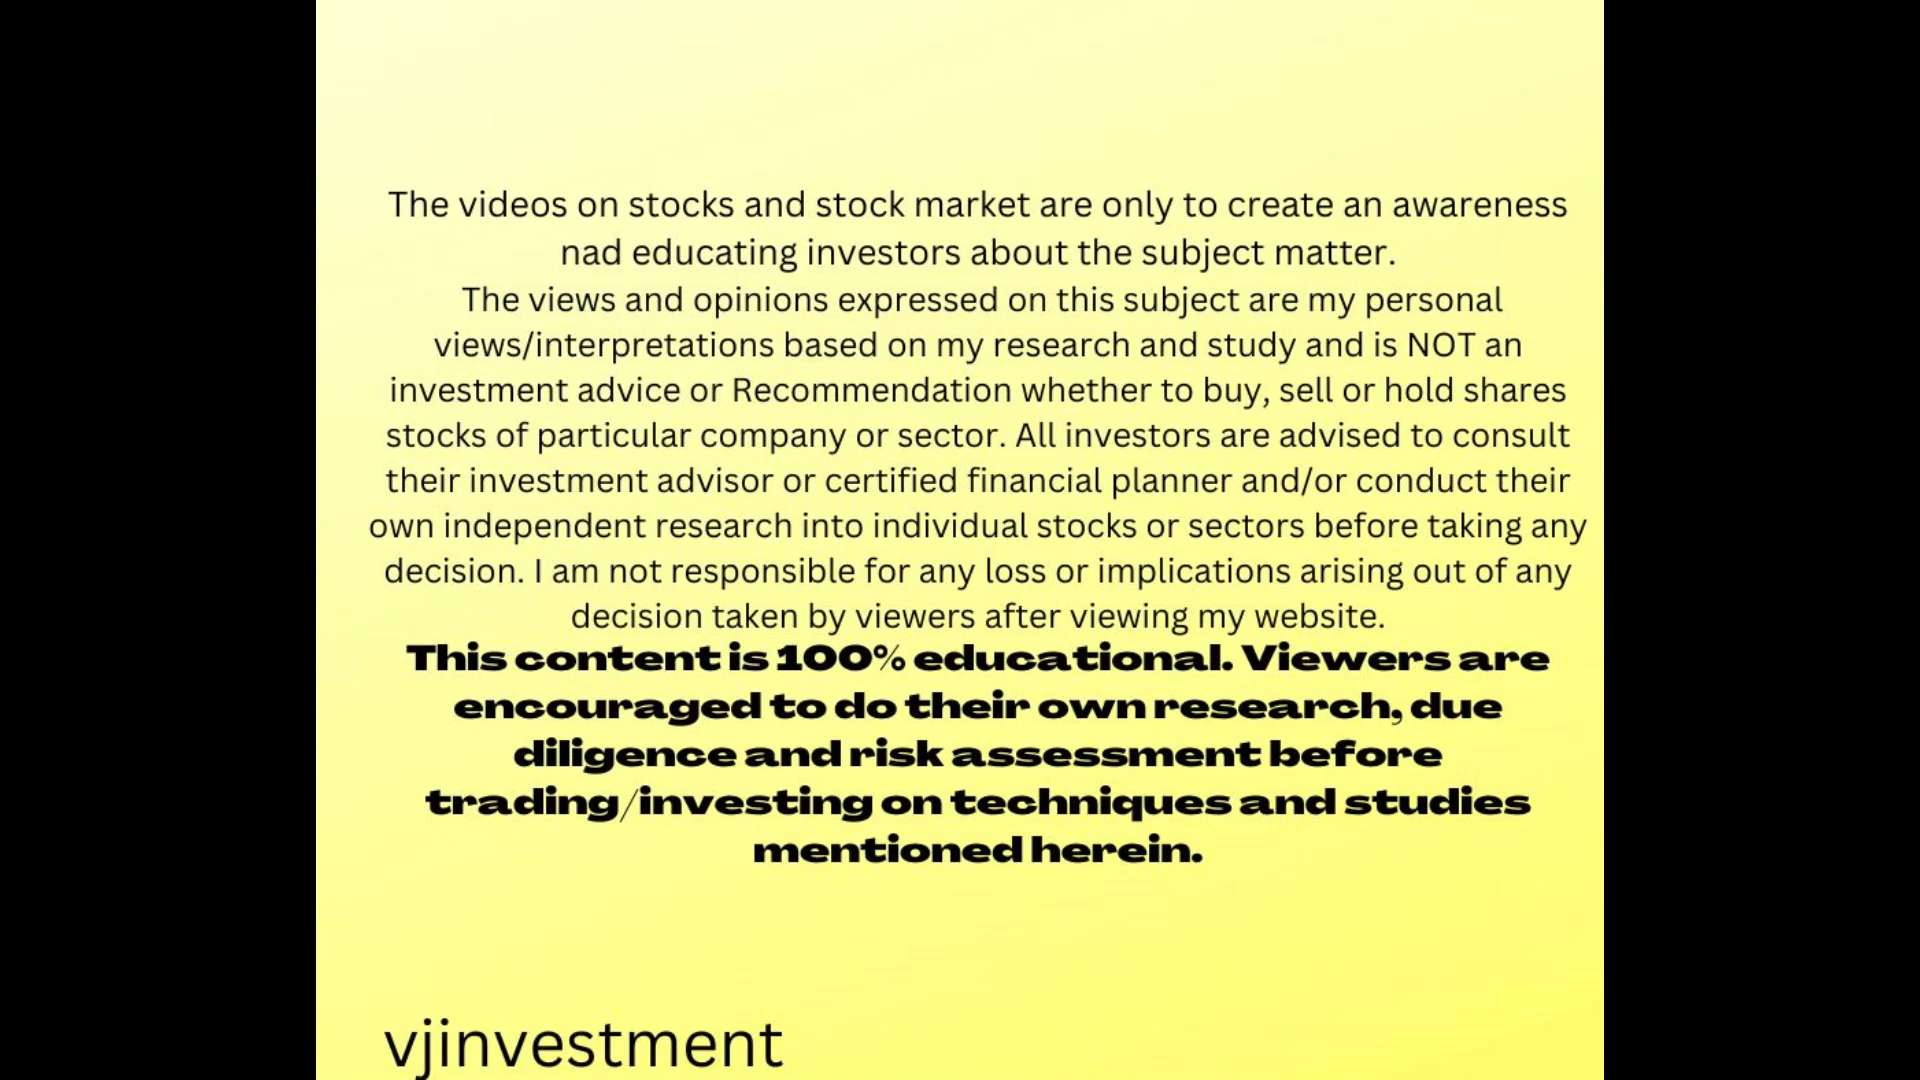 The videos on stocks and stock market are only to create an awareness
nad educating investors about the subject matter.
The views and opinions expressed on this subject are my personal
views/interpretations based on my research and study and is NOT an
investment advice or Recommendation whether to buy, sell or hold shares
stocks of particular company or sector. All investors are advised to consult
their investment advisor or certified financial planner and/or conduct their
own independent research into individual stocks or sectors before taking any
decision. I am not responsible for any loss or implications arising out of any
decision taken by viewers after viewing my website.
This content is 100% educational. Viewers are
encouraged to do their own research, due
diligence and risk assessment before
trading/investing on techniques and studies
mentioned herein.
vjinvestment